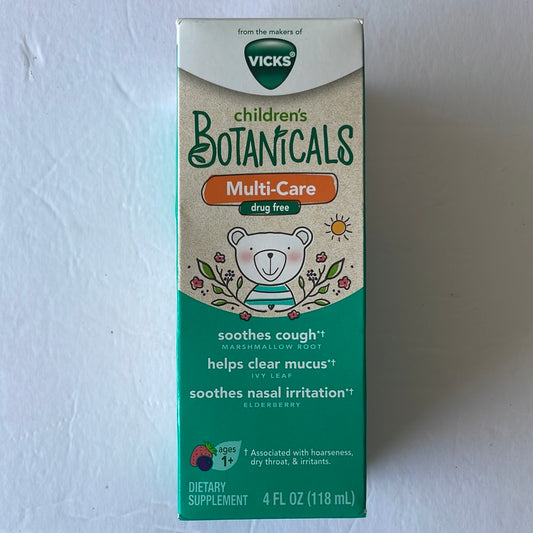 from the makers of
VICKS®
children's
BOTANiCALS
Multi-Care
drug free
soothes cough*†
MARSHMALLOW ROOT
helps clear mucus*†
IVY LEAF
soothes nasal irritation*†
ELDERBERRY
ages
1+
† Associated with hoarseness,
dry throat, & irritants.
DIETARY
SUPPLEMENT
4 FL OZ (118 mL)